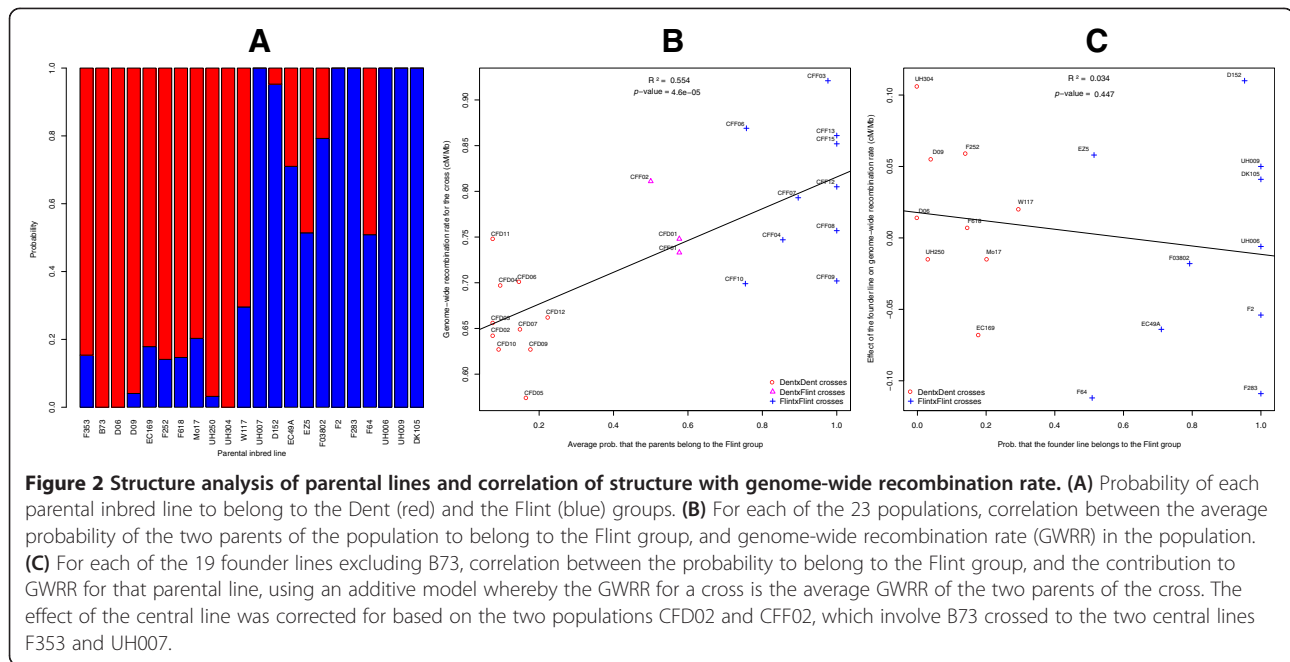 A
B
C
1.0
0.8
0.6
0.4
0.2
0.0
Probability
F353
B73
D06
D09
EC169
F252
F618
Mo17
UH250
UH304
W117
UH007
D152
EC49A
EZ5
F03802
F2
F283
F64
UH006
UH009
DK105
Parental inbred line
R² = 0.554
p-value = 4.6e-05
Genome-wide recombination rate for the cross (cM/Mb)
0.90
0.85
0.80
0.75
0.70
0.65
0.60
CFF03
CFF06
CFF13
CFF15
CFF02
CFF12
CFF07
CFD11
CFD01
CFF04
CFF08
CFF01
CFD04
CFD06
CFF10
CFF09
CFD03
CFD12
CFD02
CFD07
CFD10
CFD09
CFD05
DentxDent crosses
DentxFlint crosses
FlintxFlint crosses
0.2
0.4
0.6
0.8
1.0
Average prob. that the parents belong to the Flint group
R² = 0.034
p-value = 0.447
Effect of the founder line on genome-wide recombination rate (cM/Mb)
0.10
0.05
0.00
-0.05
-0.10
UH304
D152
D09
F252
EZ5
UH009
DK105
W117
D06
F618
UH006
UH250
Mo17
F03802
F2
EC169
EC49A
F64
F283
DentxDent crosses
FlintxFlint crosses
0.0
0.2
0.4
0.6
0.8
1.0
Prob. that the founder line belongs to the Flint group
Figure 2 Structure analysis of parental lines and correlation of structure with genome-wide recombination rate. (A) Probability of each
parental inbred line to belong to the Dent (red) and the Flint (blue) groups. (B) For each of the 23 populations, correlation between the average
probability of the two parents of the population to belong to the Flint group, and genome-wide recombination rate (GWRR) in the population.
(C) For each of the 19 founder lines excluding B73, correlation between the probability to belong to the Flint group, and the contribution to
GWRR for that parental line, using an additive model whereby the GWRR for a cross is the average GWRR of the two parents of the cross. The
effect of the central line was corrected for based on the two populations CFD02 and CFF02, which involve B73 crossed to the two central lines
F353 and UH007.